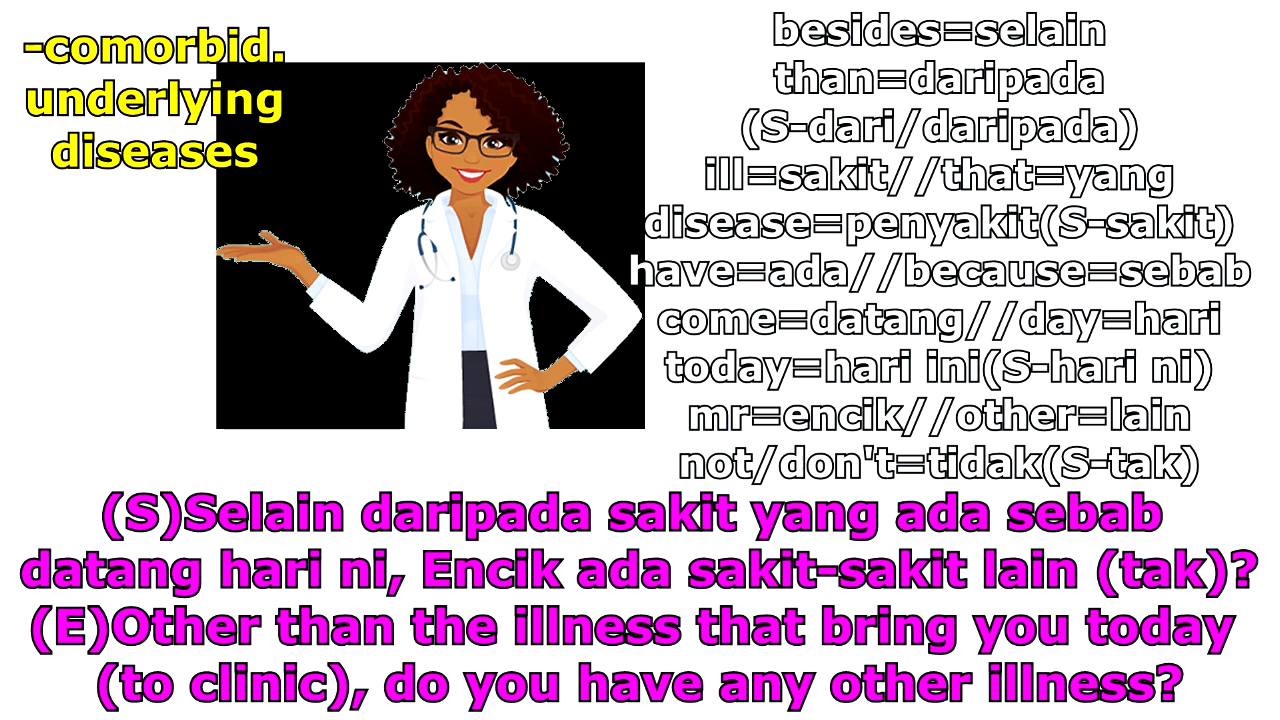 -comorbid.
underlying
diseases
besides=selain
than=daripada
(S-dari/daripada)
ill=sakit//that=yang
disease=penyakit(S-sakit)
have=ada//because=sebab
come=datang//day=hari
today=hari ini(S-hari ni)
mr=encik//other=lain
not/don't=tidak(S-tak)
(S)Selain daripada sakit yang ada sebab
datang hari ni, Encik ada sakit-sakit lain (tak)?
(E)Other than the illness that bring you today
(to clinic), do you have any other illness?